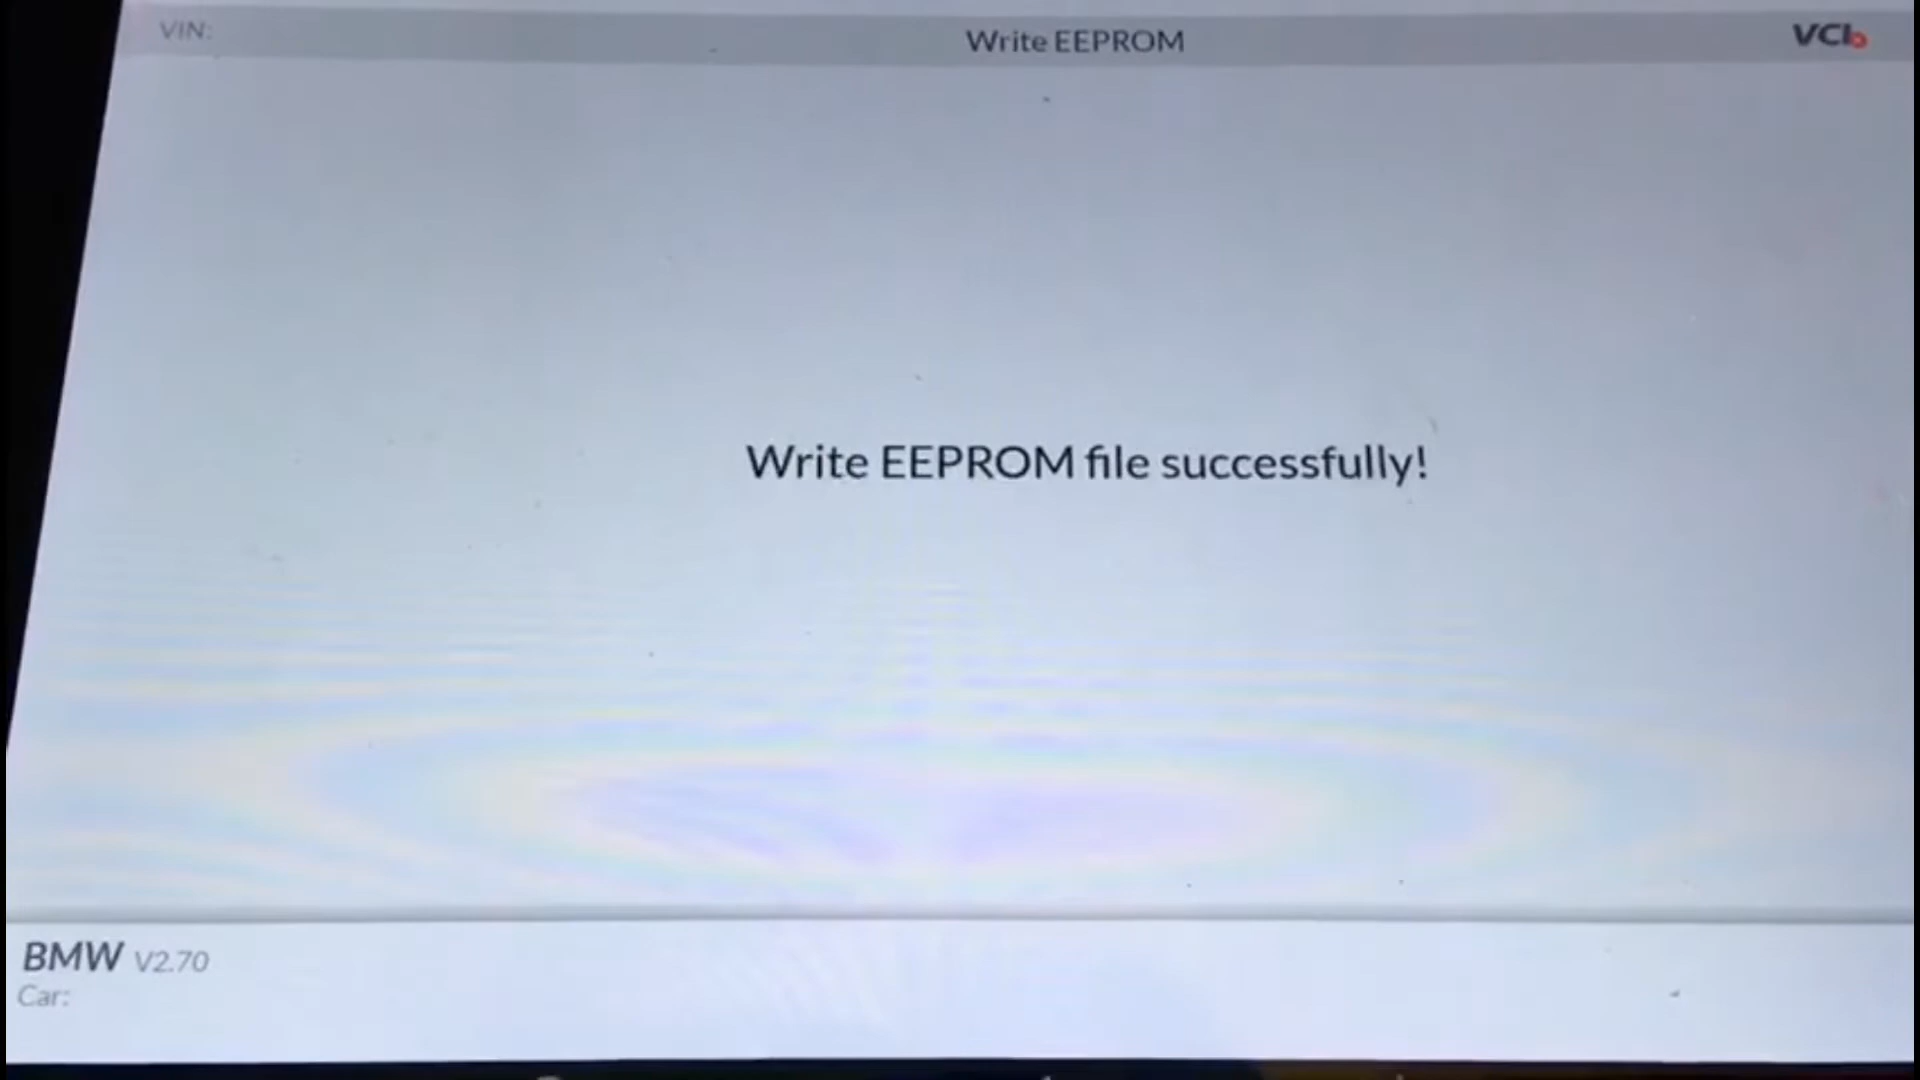 VIN:
Write EEPROM
VCI
Write EEPROM file successfully!
BMW V2.70
Car: